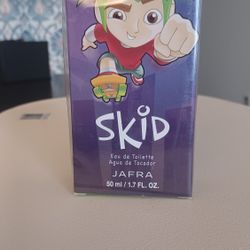 SKID
Eau de Toilette
Agua de Tocador
JAFRA
50 ml / 1.7 FL. OZ.